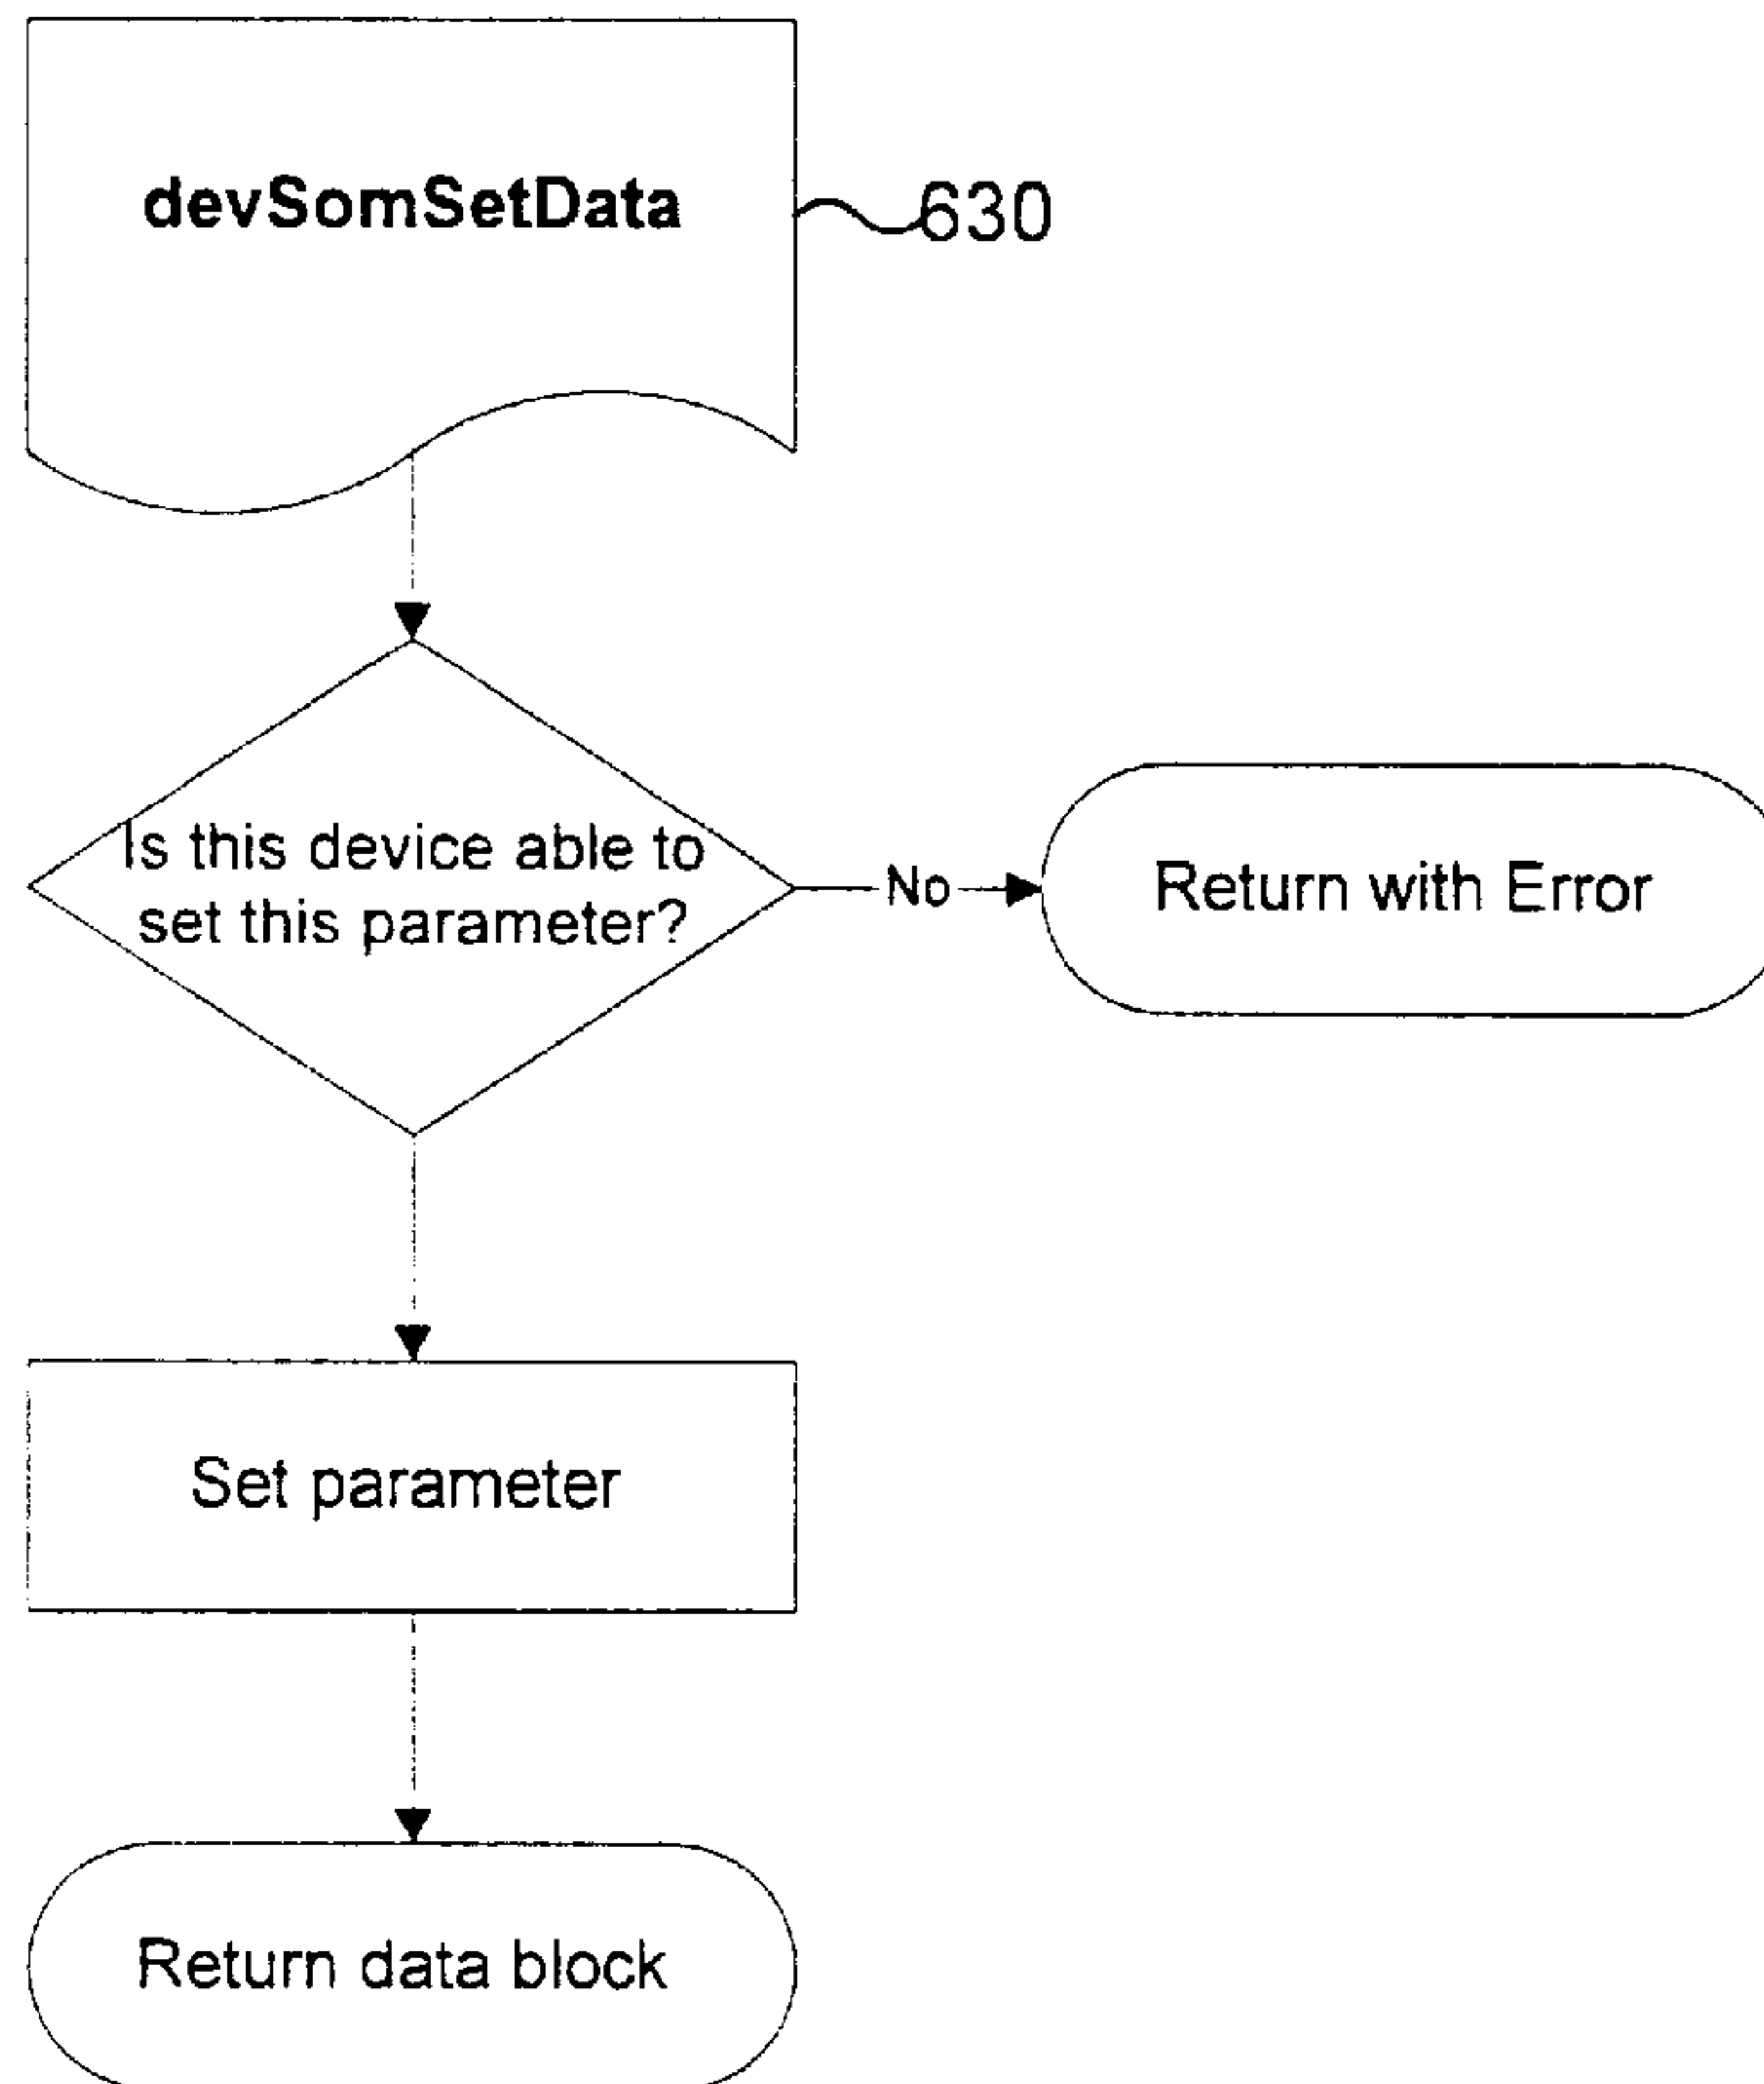 devSomSetData
630
Is this device able to
set this parameter?
No
Return with Error
Set parameter
Return data block